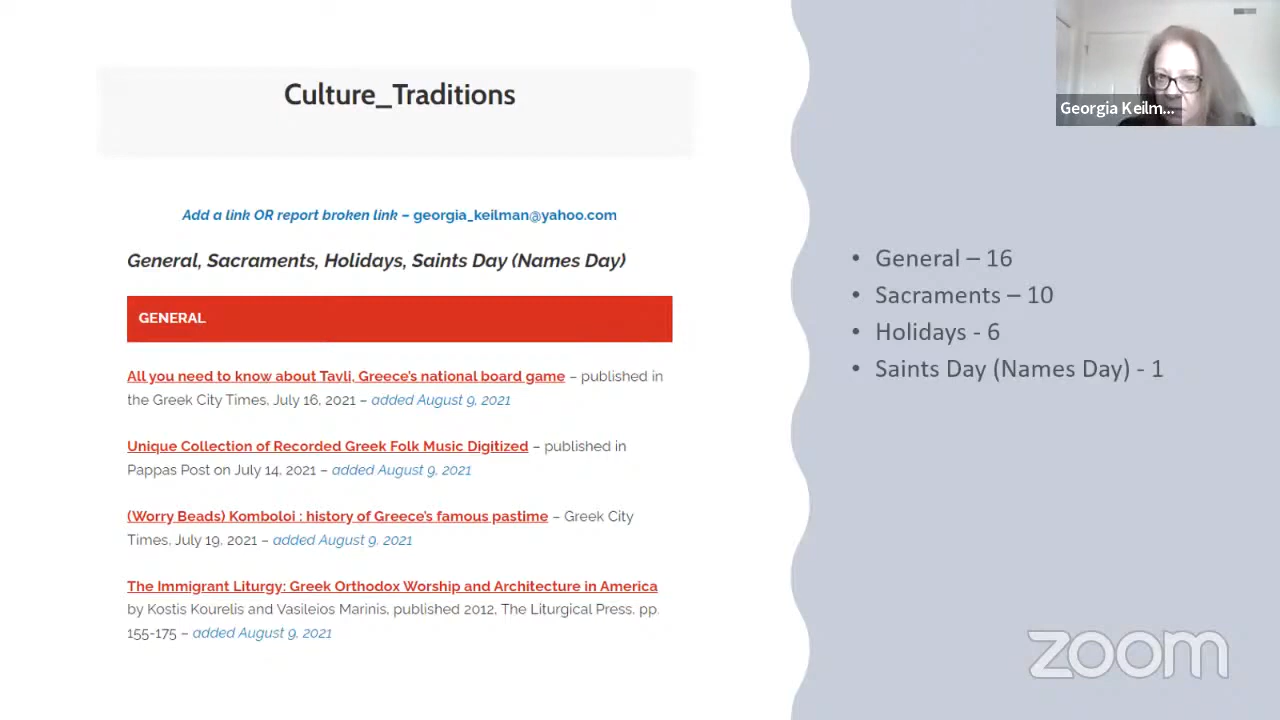 Culture_Traditions
Add a link OR report broken link – georgia_keilman@yahoo.com
General, Sacraments, Holidays, Saints Day (Names Day)
GENERAL
All you need to know about Tavli, Greece's national board game – published in
the Greek City Times, July 16, 2021 – added August 9, 2021
Unique Collection of Recorded Greek Folk Music Digitized – published in
Pappas Post on July 14, 2021 – added August 9, 2021
(Worry Beads) Komboloi : history of Greece's famous pastime – Greek City
Times, July 19, 2021 – added August 9, 2021
The Immigrant Liturgy: Greek Orthodox Worship and Architecture in America
by Kostis Kourelis and Vasileios Marinis, published 2012, The Liturgical Press, pp.
155-175 – added August 9, 2021
Georgia Keilm...
• General – 16
• Sacraments – 10
• Holidays - 6
• Saints Day (Names Day) - 1
zoom